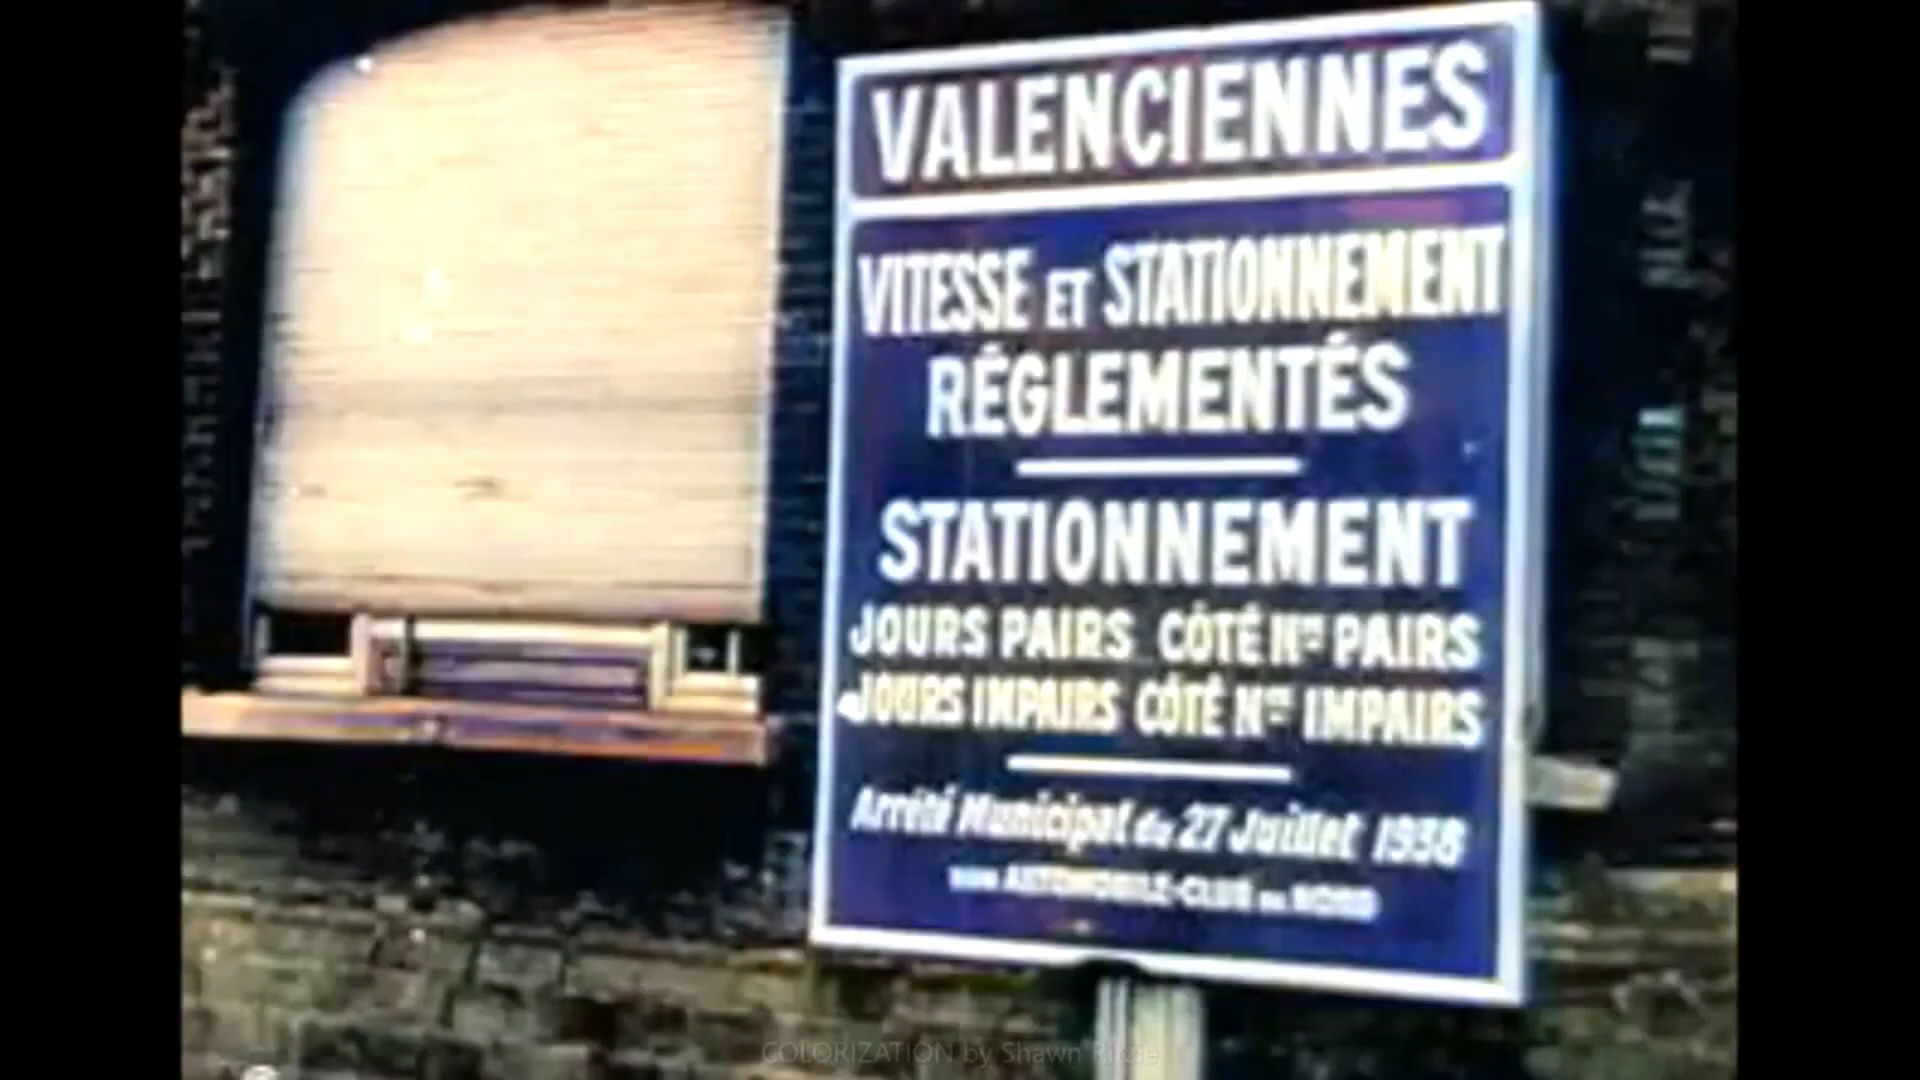 VALENCIENNES
VITESSE ET STATIONNEMENT
RÉGLEMENTÉS
STATIONNEMENT
JOURS PAIRS CÔTÉ Nos PAIRS
JOURS IMPAIRS CÔTÉ Nos IMPAIRS
Arrêté Municipal du 27 Juillet 1938
AUTOMOBILE-CLUB DU NORD
COLORIZATION by Shawn